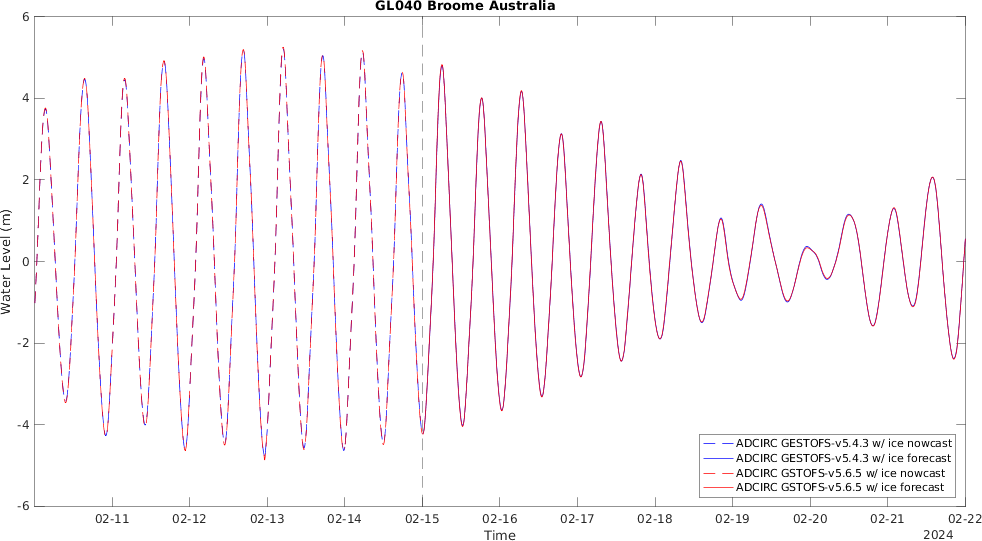 GL040 Broome Australia
6
4
2
0
-2
-4
-6
Water Level (m)
ADCIRC GESTOFS-v5.4.3 w/ ice nowcast
ADCIRC GESTOFS-v5.4.3 w/ ice forecast
ADCIRC GSTOFS-v5.6.5 w/ ice nowcast
ADCIRC GSTOFS-v5.6.5 w/ ice forecast
02-11 02-12 02-13 02-14 02-15 02-16 02-17 02-18 02-19 02-20 02-21 02-22
Time
2024